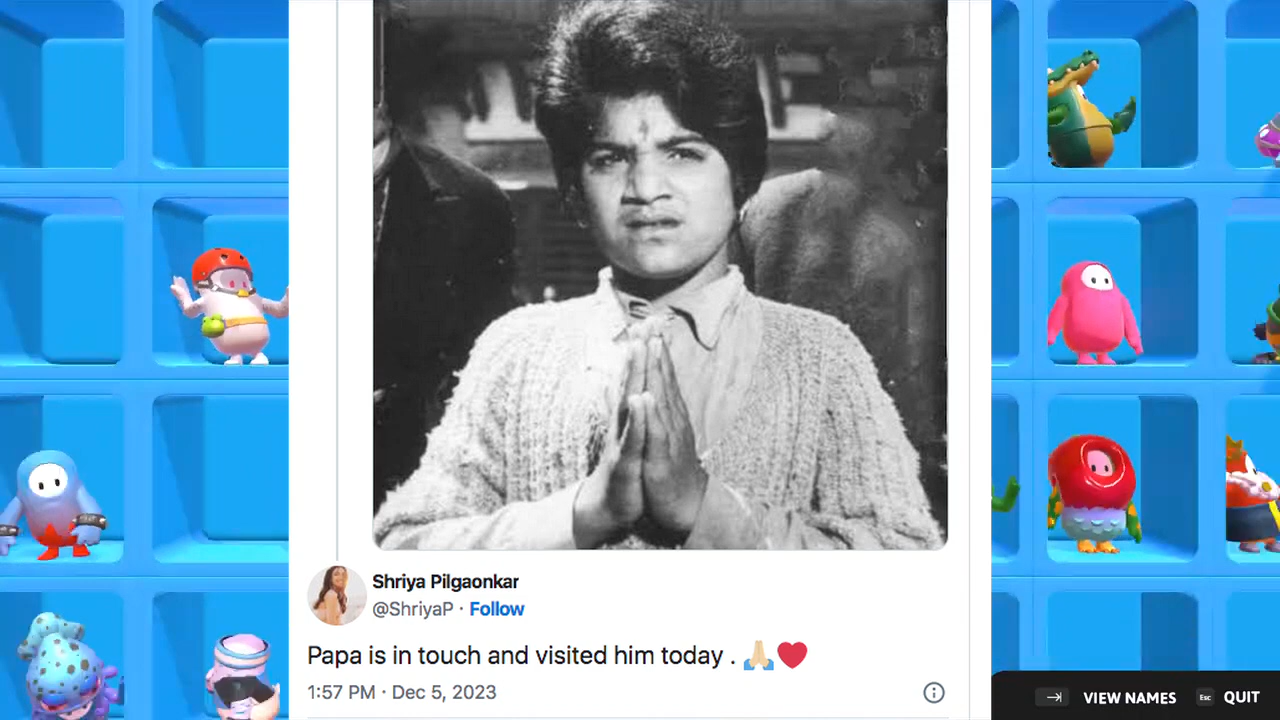 Shriya Pilgaonkar
@ShriyaP · Follow
Papa is in touch and visited him today . 🙏🏼❤️
1:57 PM · Dec 5, 2023
VIEW NAMES Esc QUIT